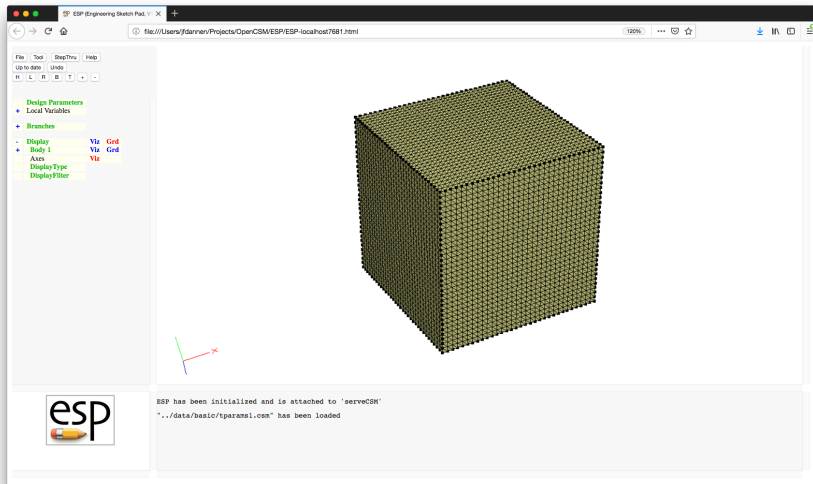 ESP (Engineering Sketch Pad, V
file:///Users/jfdannen/Projects/OpenCSM/ESP/ESP-localhost7681.html
120%
File Tool StepThru Help
Up to date Undo
H L R B T + -
Design Parameters
+ Local Variables
+ Branches
- Display Viz Grd
+ Body 1 Viz Grd
Axes Viz
DisplayType
DisplayFilter
X
esp
ESP has been initialized and is attached to 'serveCSM'
"../data/basic/tparams1.csm" has been loaded